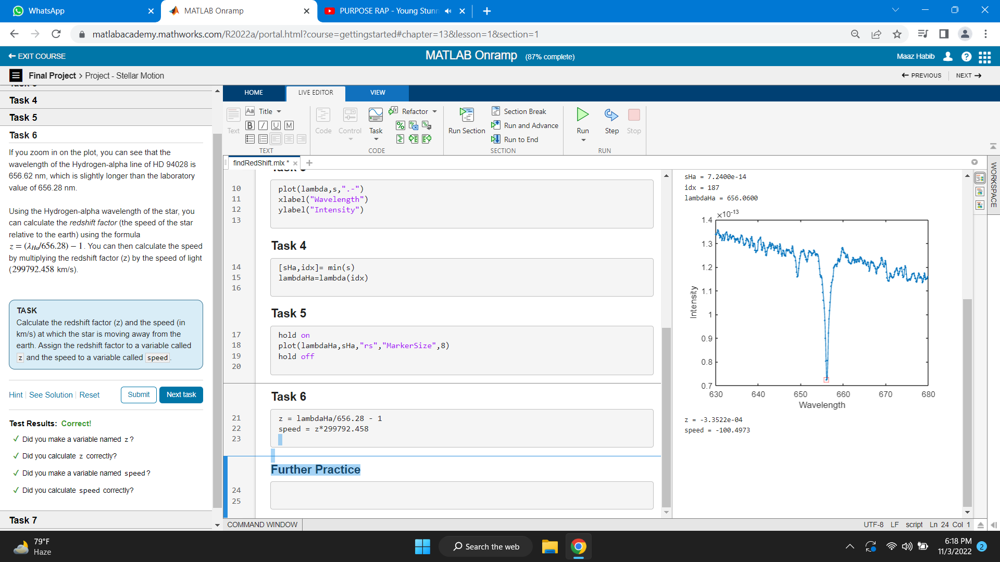 WhatsApp
MATLAB Onramp
PURPOSE RAP - Young Stunn
matlabacademy.mathworks.com/R2022a/portal.html?course=gettingstarted#chapter=13&lesson=1&section=1
EXIT COURSE
MATLAB Onramp (87% complete)
Maaz Habib
Final Project > Project - Stellar Motion
PREVIOUS
NEXT
Task 4
Task 5
Task 6
If you zoom in on the plot, you can see that the
wavelength of the Hydrogen-alpha line of HD 94028 is
656.62 nm, which is slightly longer than the laboratory
value of 656.28 nm.
Using the Hydrogen-alpha wavelength of the star, you
can calculate the redshift factor (the speed of the star
relative to the earth) using the formula
z = (λHa/656.28) − 1. You can then calculate the speed
by multiplying the redshift factor (z) by the speed of light
(299792.458 km/s).
TASK
Calculate the redshift factor (z) and the speed (in
km/s) at which the star is moving away from the
earth. Assign the redshift factor to a variable called
z and the speed to a variable called speed.
Hint
See Solution
Reset
Submit
Next task
Test Results: Correct!
✓ Did you make a variable named z?
✓ Did you calculate z correctly?
✓ Did you make a variable named speed?
✓ Did you calculate speed correctly?
Task 7
HOME
LIVE EDITOR
VIEW
Text
Aa Title
B I U M
TEXT
Code
Control
Task
Refactor
CODE
Run Section
Section Break
Run and Advance
Run to End
SECTION
Run
Step
Stop
RUN
findRedShift.mlx *
10 plot(lambda,s,".-")
11 xlabel("Wavelength")
12 ylabel("Intensity")
13
Task 4
14 [sHa,idx]= min(s)
15 lambdaHa=lambda(idx)
16
Task 5
17 hold on
18 plot(lambdaHa,sHa,"rs","MarkerSize",8)
19 hold off
20
Task 6
21 z = lambdaHa/656.28 - 1
22 speed = z*299792.458
23
Further Practice
24
25
sHa = 7.2400e-14
idx = 187
lambdaHa = 656.0600
×10-13
1.4
1.3
1.2
1.1
1
0.9
0.8
0.7
Intensity
630 640 650 660 670 680
Wavelength
z = -3.3522e-04
speed = -100.4973
WORKSPACE
COMMAND WINDOW
UTF-8 LF script Ln 24 Col 1
79°F
Haze
Search the web
6:18 PM
11/3/2022
2